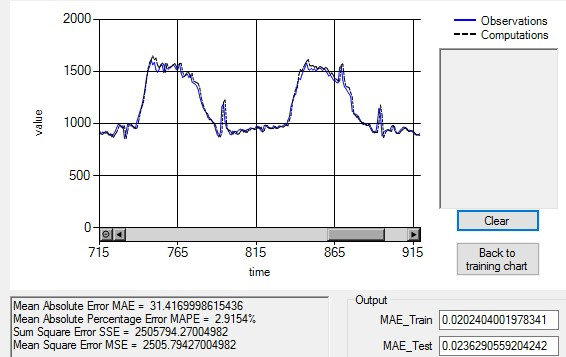 2000
1500
1000
500
0
value
715
765
815
865
915
time
Observations
Computations
Clear
Back to
training chart
Mean Absolute Error MAE = 31.4169998615436
Mean Absolute Percentage Error MAPE = 2.9154%
Sum Square Error SSE = 2505794.27004982
Mean Square Error MSE = 2505.79427004982
Output
MAE_Train 0.0202404001978341
MAE_Test 0.0236290559204242